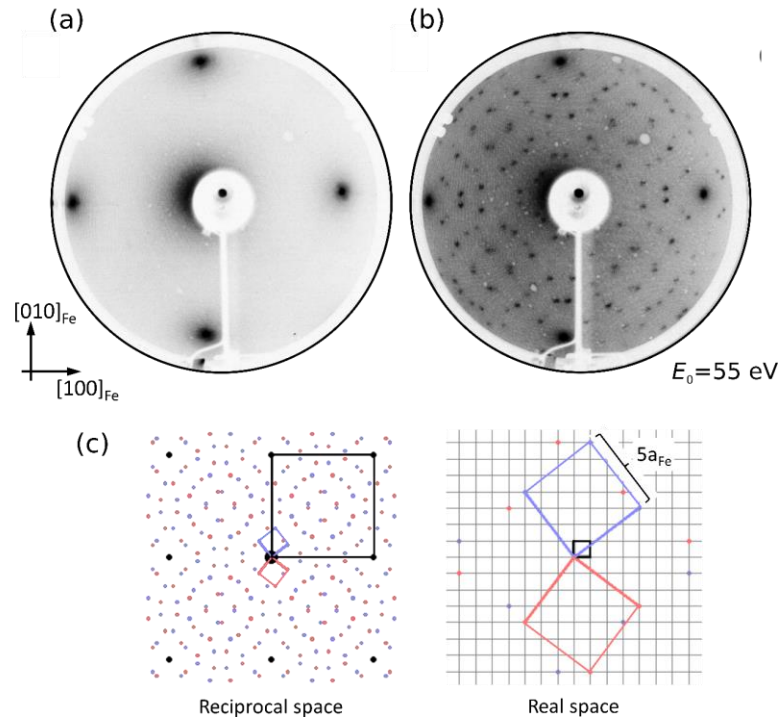 (a)
(b)
[010]Fe
[100]Fe
E0=55 eV
(c)
5aFe
Reciprocal space
Real space